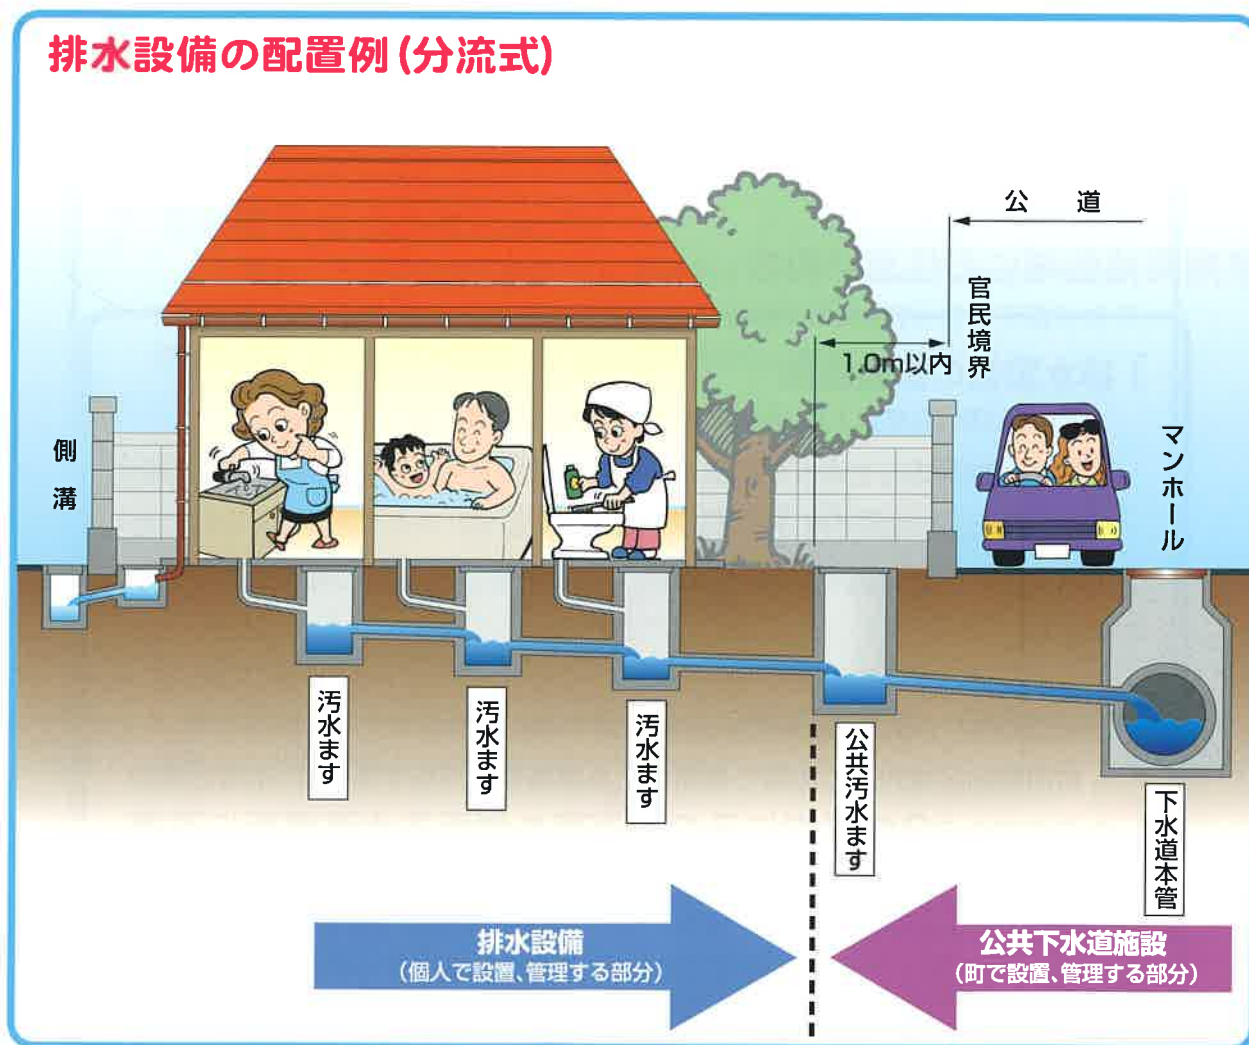 排水設備の配置例(分流式)
公　道
官民境界
1.0m以内
側溝
マンホール
汚水ます
汚水ます
汚水ます
公共汚水ます
下水道本管
排水設備
(個人で設置、管理する部分)
公共下水道施設
(町で設置、管理する部分)